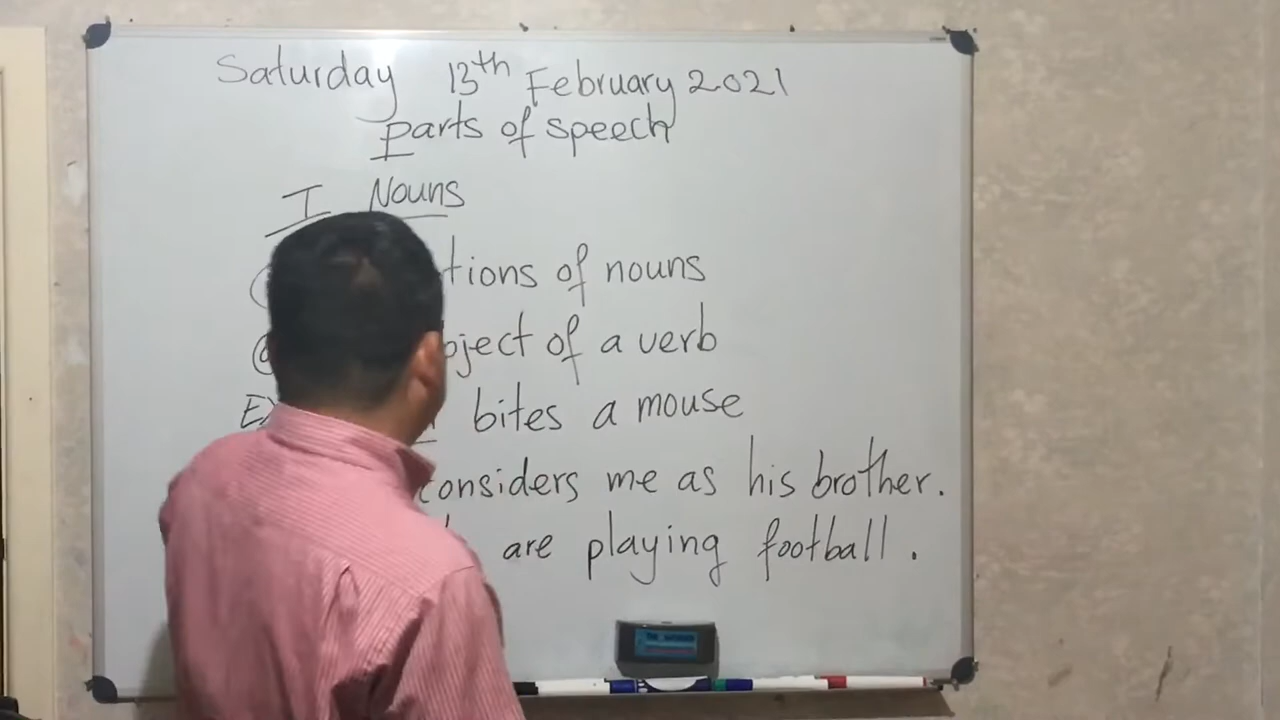 Saturday 13th February 2021
Parts of speech
I Nouns
tions of nouns
bject of a verb
Ex bites a mouse
considers me as his brother.
are playing football.